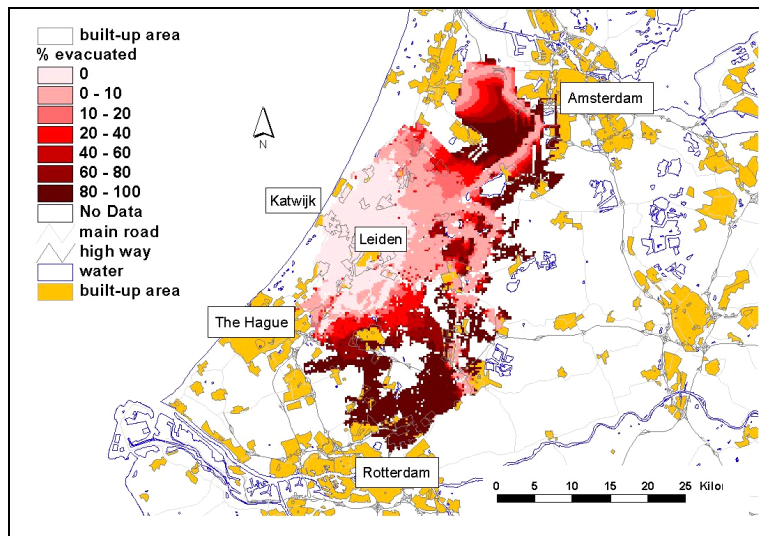 built-up area
% evacuated
0
0 - 10
10 - 20
20 - 40
40 - 60
60 - 80
80 - 100
No Data
main road
high way
water
built-up area
N
Amsterdam
Katwijk
Leiden
The Hague
Rotterdam
0 5 10 15 20 25 Kilo